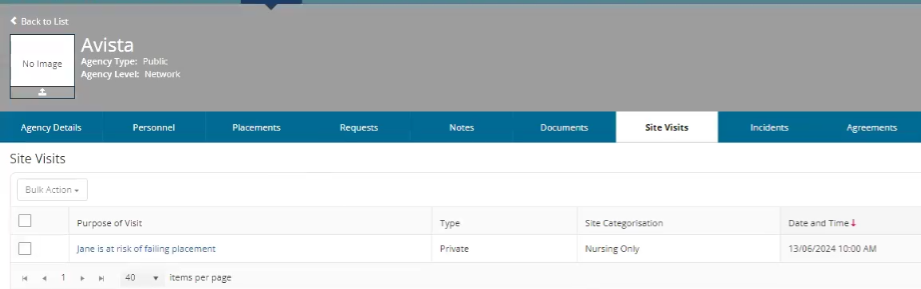 Back to List
No Image
Avista
Agency Type: Public
Agency Level: Network
Agency Details Personnel Placements Requests Notes Documents Site Visits Incidents Agreements
Site Visits
Bulk Action
Purpose of Visit Type Site Categorisation Date and Time
Jane is at risk of failing placement Private Nursing Only 13/06/2024 10:00 AM
1 40 items per page